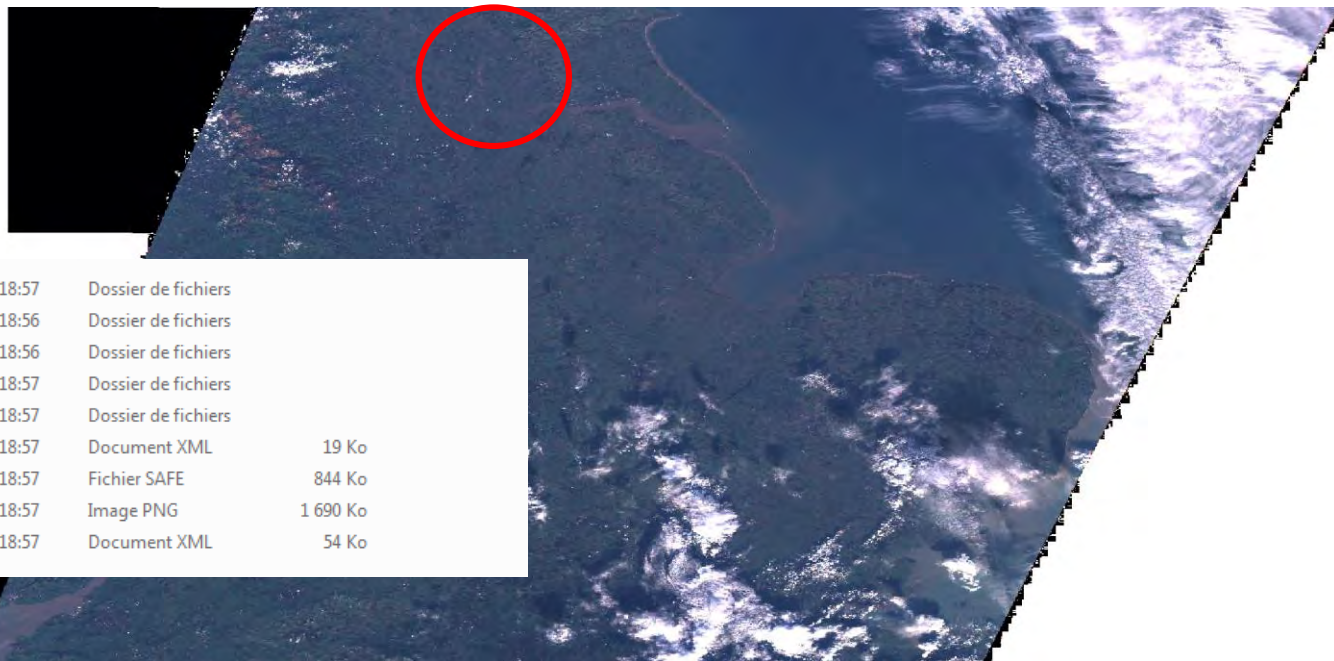 18:57 Dossier de fichiers
18:56 Dossier de fichiers
18:56 Dossier de fichiers
18:57 Dossier de fichiers
18:57 Dossier de fichiers
18:57 Document XML 19 Ko
18:57 Fichier SAFE 844 Ko
18:57 Image PNG 1 690 Ko
18:57 Document XML 54 Ko